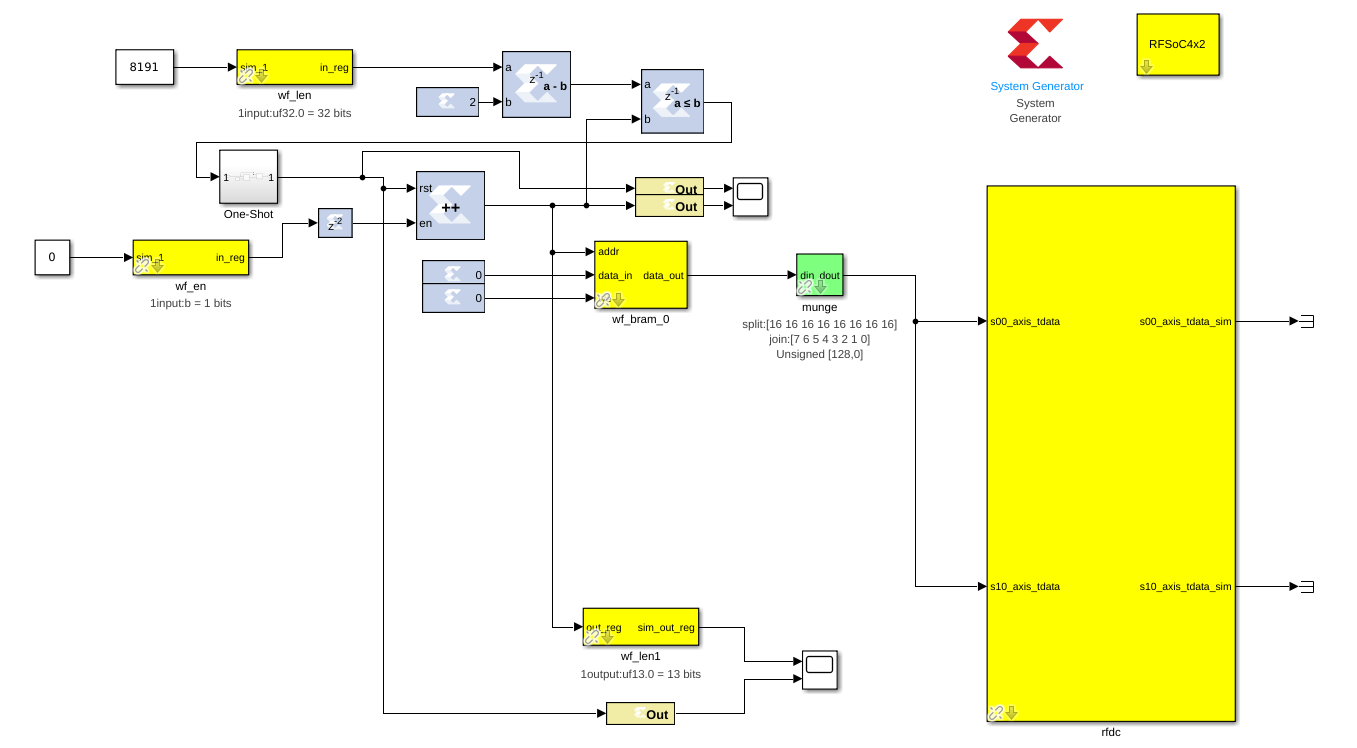 8191
sim_1
in_reg
wf_len
1input:uf32.0 = 32 bits
2
a
b
z-1
a - b
a
b
z-1
a ≤ b
System Generator
System
Generator
RFSoC4x2
1
1
One-Shot
rst
en
++
z-2
Out
Out
0
sim_1
in_reg
wf_en
1input:b = 1 bits
0
0
addr
data_in
data_out
wf_bram_0
din
dout
munge
split:[16 16 16 16 16 16 16 16]
join:[7 6 5 4 3 2 1 0]
Unsigned [128,0]
s00_axis_tdata
s00_axis_tdata_sim
s10_axis_tdata
s10_axis_tdata_sim
rfdc
out_reg
sim_out_reg
wf_len1
1output:uf13.0 = 13 bits
Out